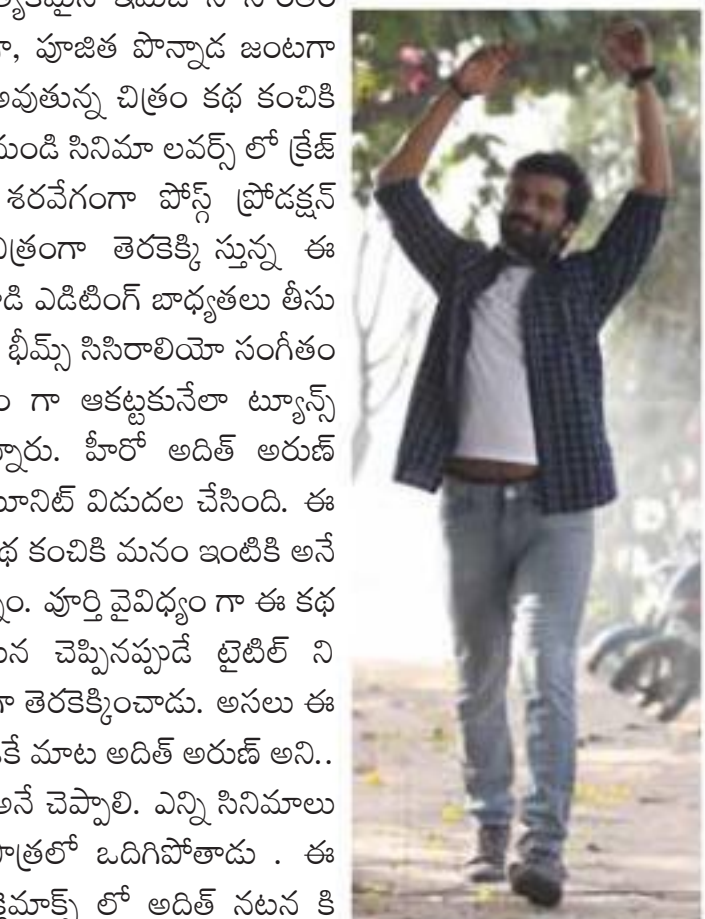 పూజిత పొన్నాడ జంటగా
అవుతున్న చిత్రం కథ కంచికి
సినిమా లవర్స్ లో క్రేజ్
శరవేగంగా పోస్ట్ ప్రోడక్షన్
తెరకెక్కి స్తున్న ఈ
ఎడిటింగ్ బాధ్యతలు తీసు
భీమ్స్ సిసిరాలియో సంగీతం
గా ఆకట్టకునేలా ట్యూన్స్
హీరో అదిత్ అరుణ్
విడుదల చేసింది. ఈ
కంచికి మనం ఇంటికి అనే
వూర్తి వైవిధ్యం గా ఈ కథ
చెప్పినప్పుడే టైటిల్ ని
తెరకెక్కించాడు. అసలు ఈ
మాట అదిత్ అరుణ్ అని..
అనే చెప్పాలి. ఎన్ని సినిమాలు
ఒదిగిపోతాడు . ఈ
లో అదిత్ నటన కి